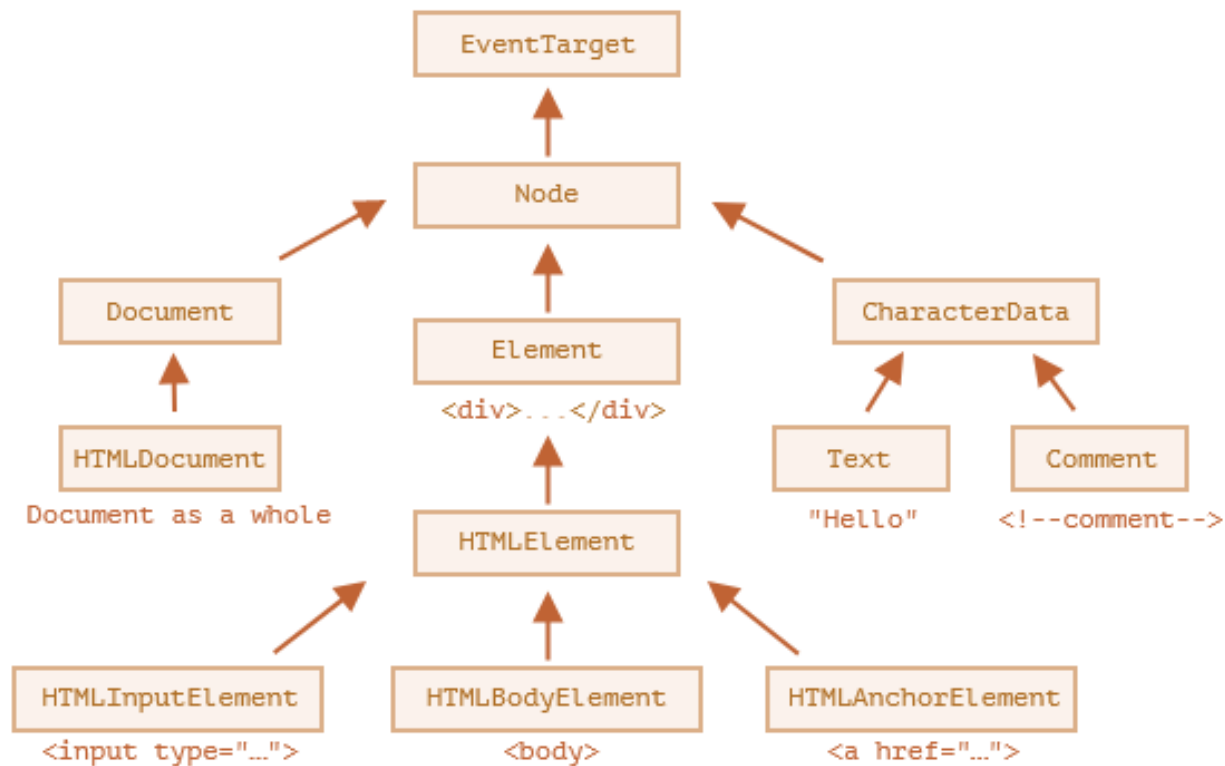 EventTarget
Node
Document
CharacterData
Element
<div>...</div>
HTMLDocument
Text
Comment
Document as a whole
"Hello"
<!--comment-->
HTMLElement
HTMLInputElement
HTMLBodyElement
HTMLAnchorElement
<input type="…">
<body>
<a href="…">